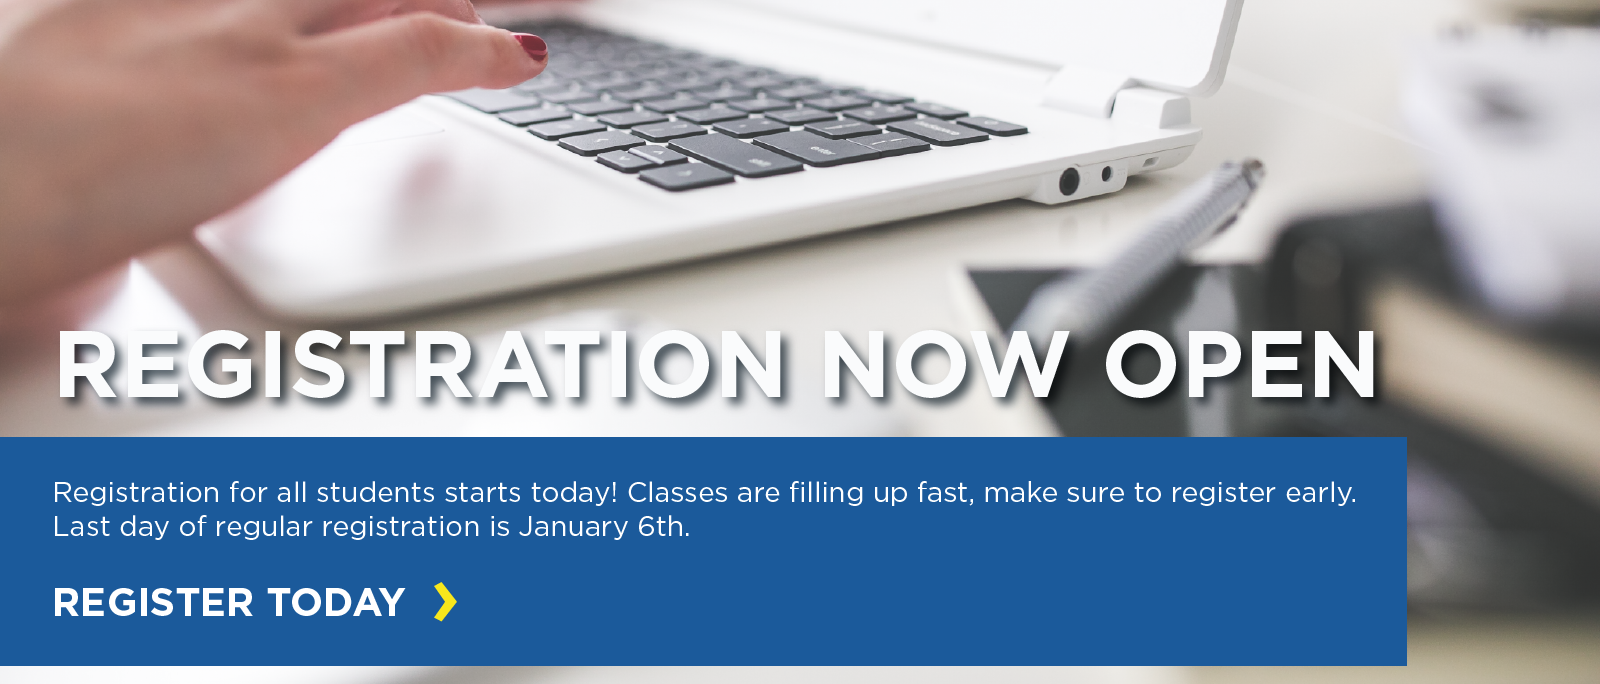 REGISTRATION NOW OPEN
Registration for all students starts today! Classes are filling up fast, make sure to register early.
Last day of regular registration is January 6th.
REGISTER TODAY